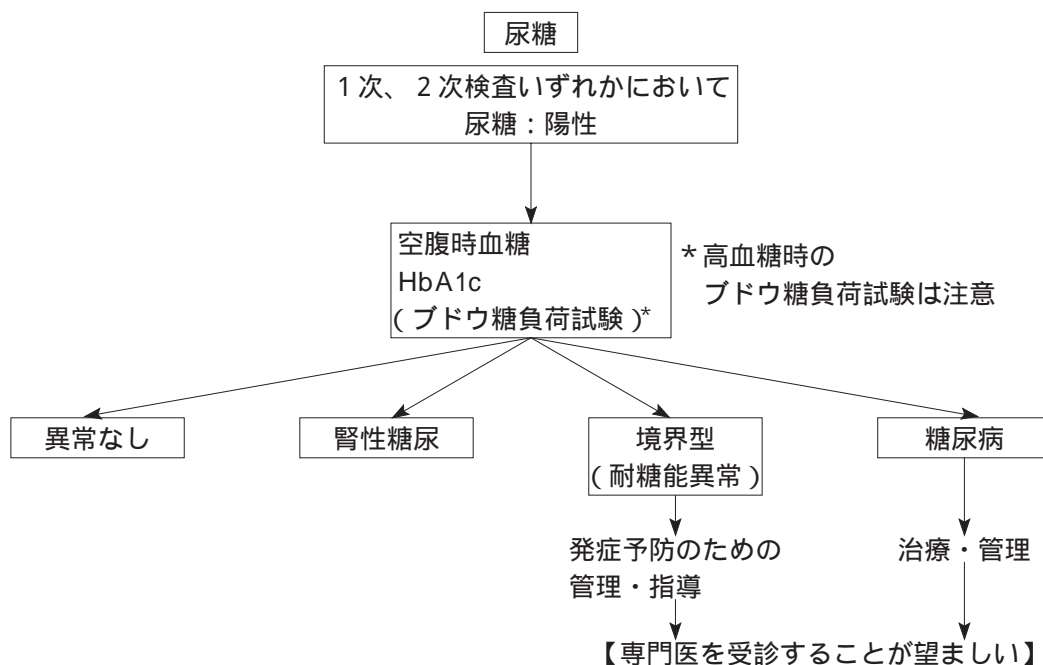 尿糖
1次、2次検査いずれかにおいて
尿糖：陽性
空腹時血糖
HbA1c
(ブドウ糖負荷試験)*
*高血糖時の
ブドウ糖負荷試験は注意
異常なし
腎性糖尿
境界型
(耐糖能異常)
糖尿病
発症予防のための
管理・指導
治療・管理
【専門医を受診することが望ましい】